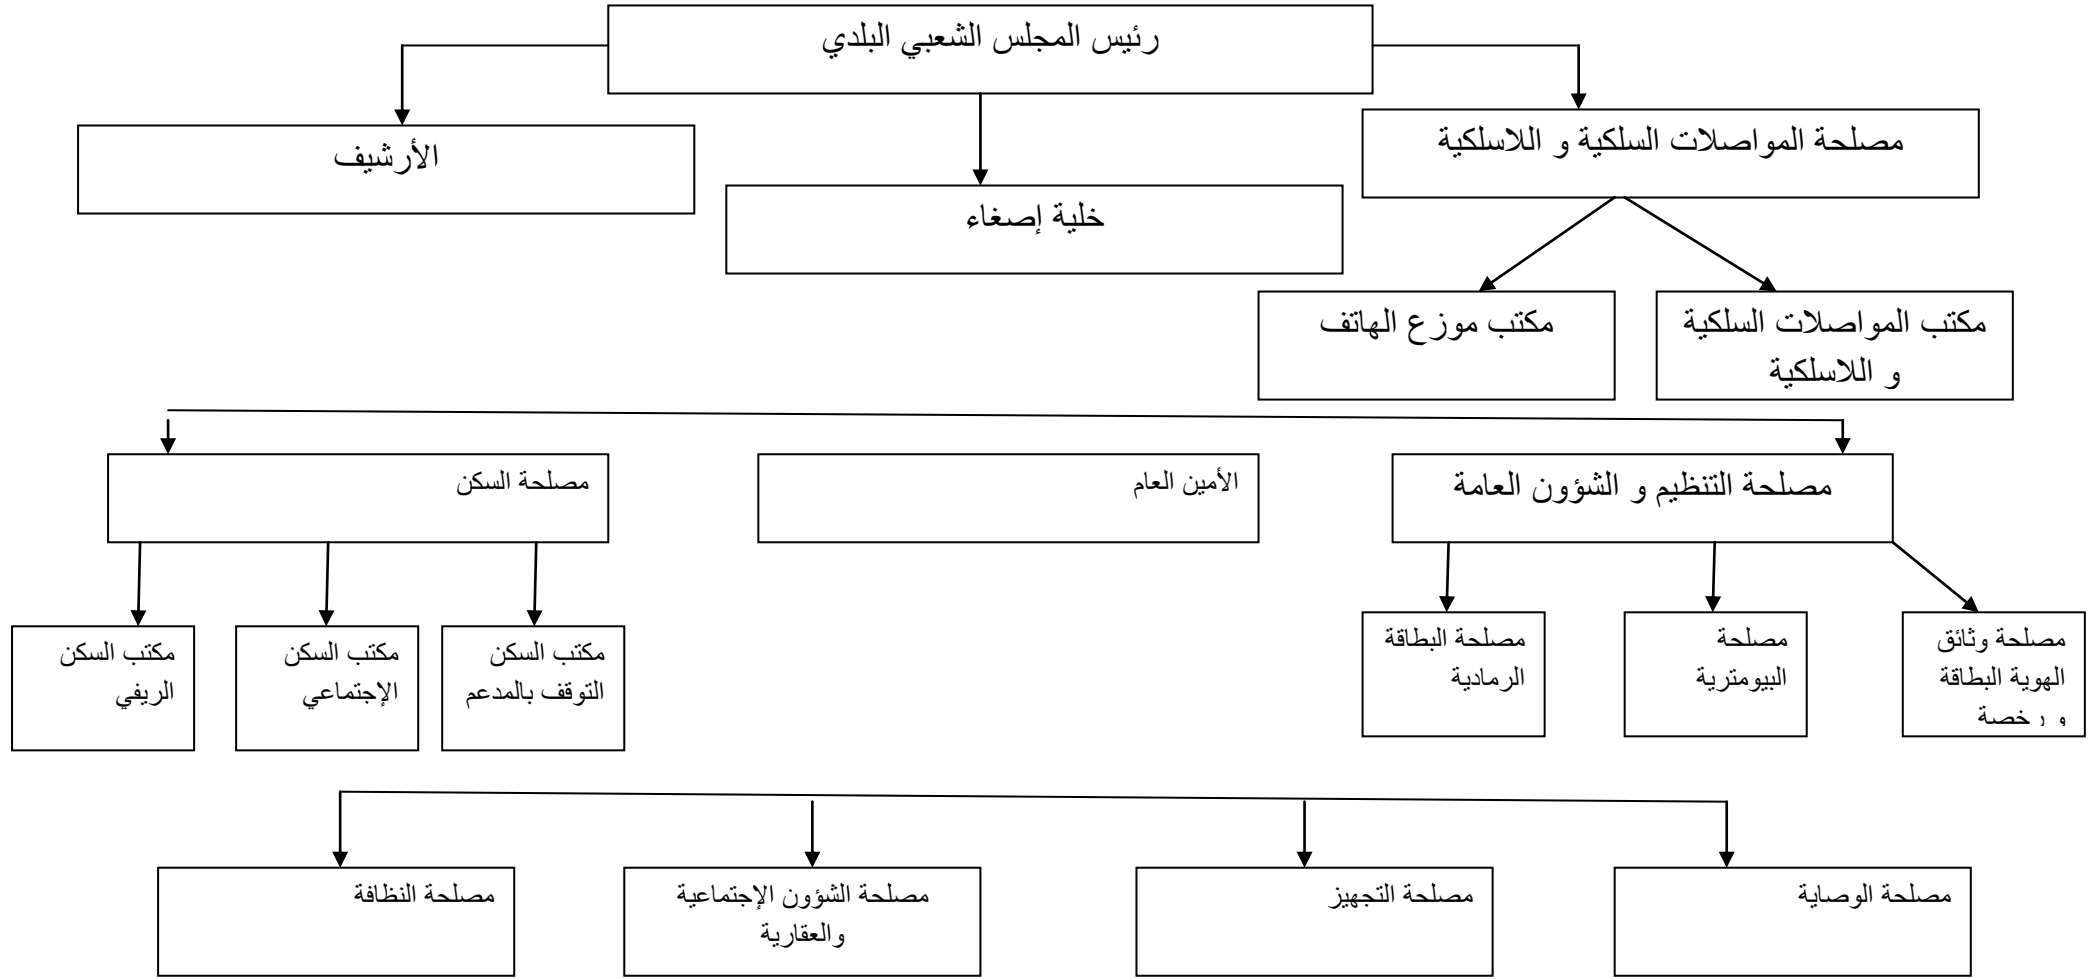 رئيس المجلس الشعبي البلدي
مصلحة المواصلات السلكية و اللاسلكية
الأرشيف
خلية إصغاء
مكتب المواصلات السلكية
و اللاسلكية
مكتب موزع الهاتف
مصلحة التنظيم و الشؤون العامة
الأمين العام
مصلحة السكن
مصلحة وثائق
الهوية البطاقة
و رخصة
مصلحة
البيومترية
مصلحة البطاقة
الرمادية
مكتب السكن
التوقف بالمدعم
مكتب السكن
الإجتماعي
مكتب السكن
الريفي
مصلحة الوصاية
مصلحة التجهيز
مصلحة الشؤون الإجتماعية
والعقارية
مصلحة النظافة